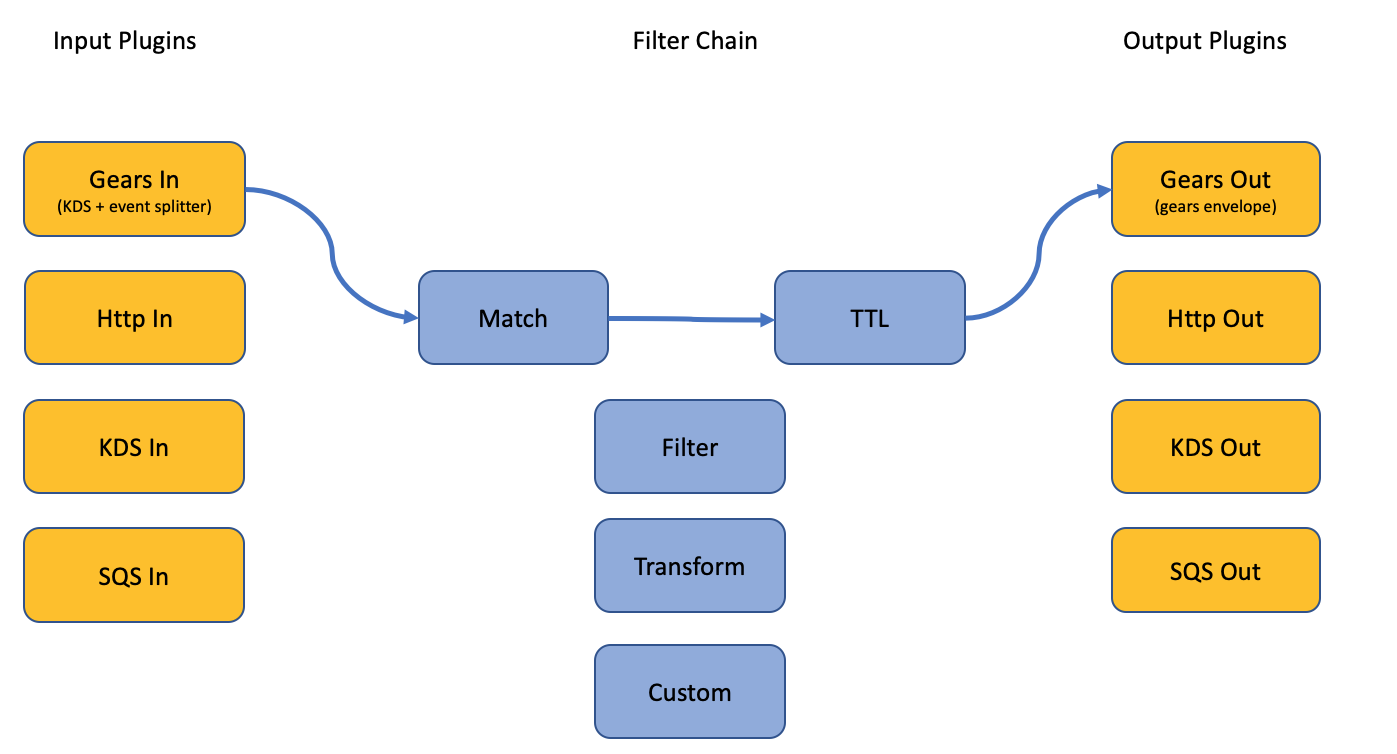 Input Plugins
Filter Chain
Output Plugins
Gears In
(KDS + event splitter)
Gears Out
(gears envelope)
Http In
Match
TTL
Http Out
KDS In
Filter
KDS Out
SQS In
Transform
SQS Out
Custom